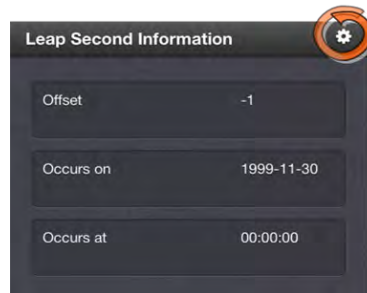 Leap Second Information
Offset -1
Occurs on 1999-11-30
Occurs at 00:00:00